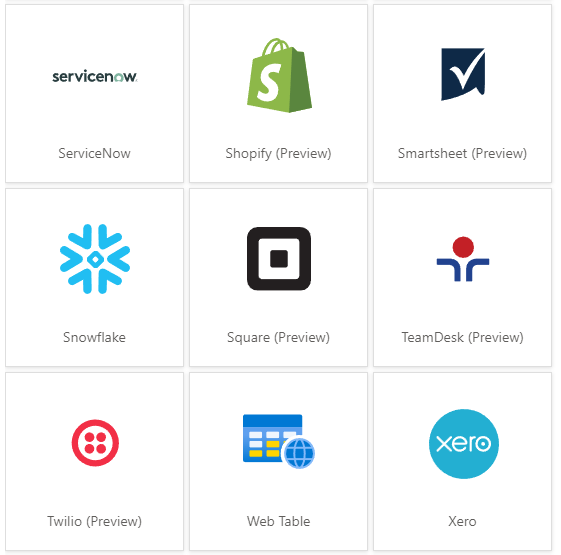 servicenow
S
ServiceNow
Shopify (Preview)
Smartsheet (Preview)
Snowflake
Square (Preview)
TeamDesk (Preview)
xero
Twilio (Preview)
Web Table
Xero